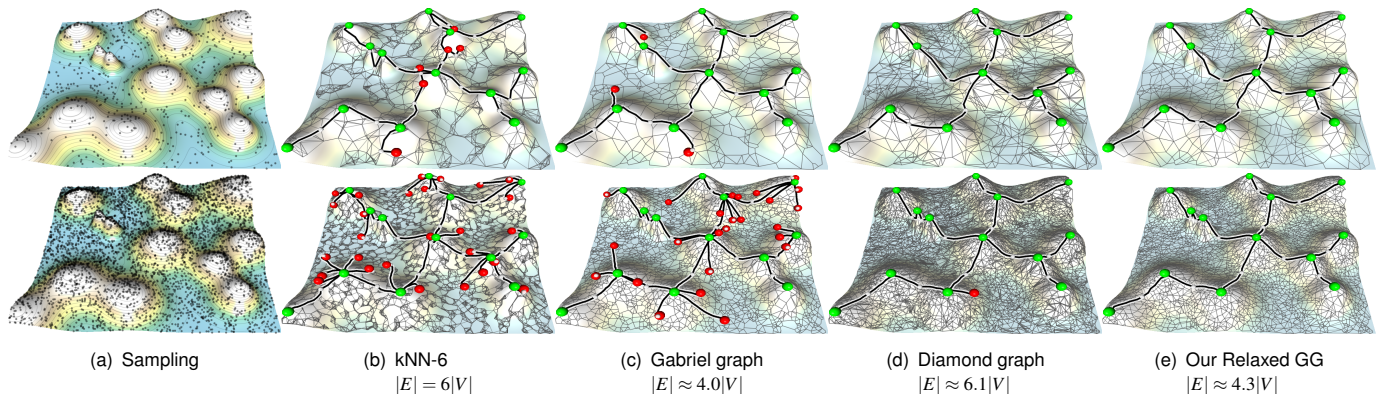 (a) Sampling
(b) kNN-6
|E| = 6|V|
(c) Gabriel graph
|E| ≈ 4.0|V|
(d) Diamond graph
|E| ≈ 6.1|V|
(e) Our Relaxed GG
|E| ≈ 4.3|V|